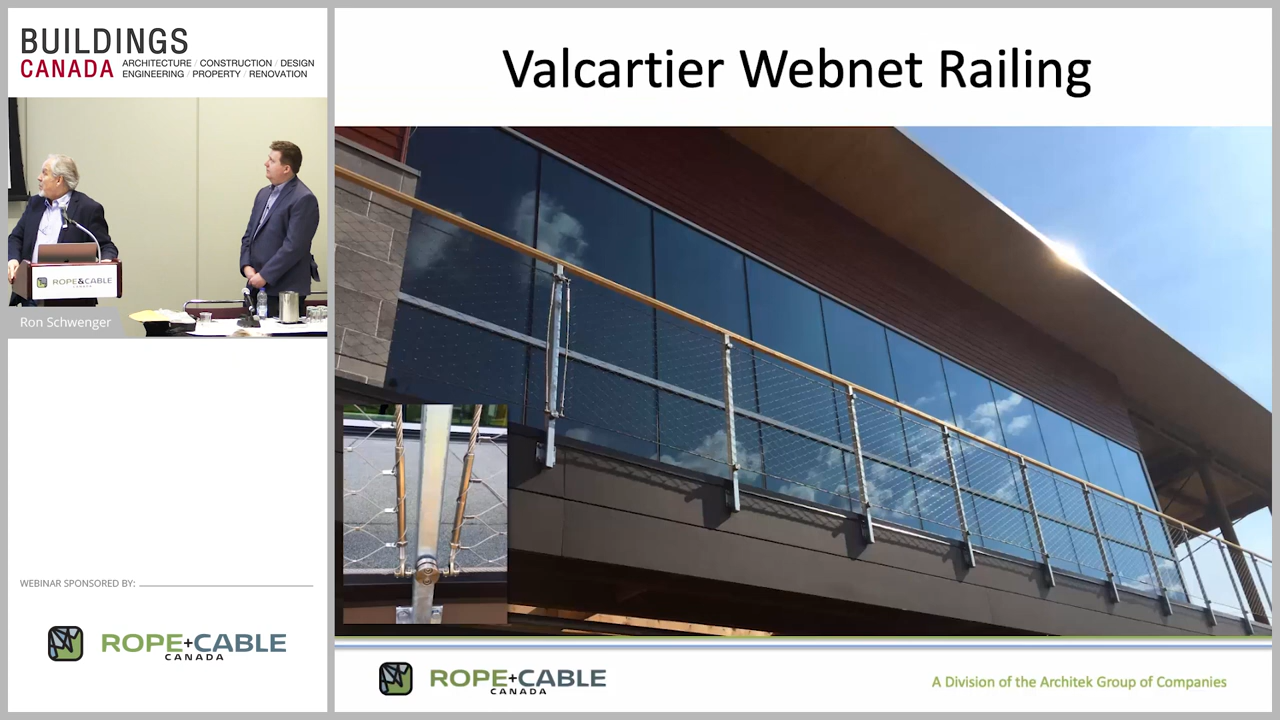 BUILDINGS
CANADA
ARCHITECTURE / CONSTRUCTION / DESIGN
ENGINEERING / PROPERTY / RENOVATION
ROPE&CABLE
CANADA
Ron Schwenger
WEBINAR SPONSORED BY:
ROPE+CABLE
CANADA
Valcartier Webnet Railing
ROPE+CABLE
CANADA
A Division of the Architek Group of Companies